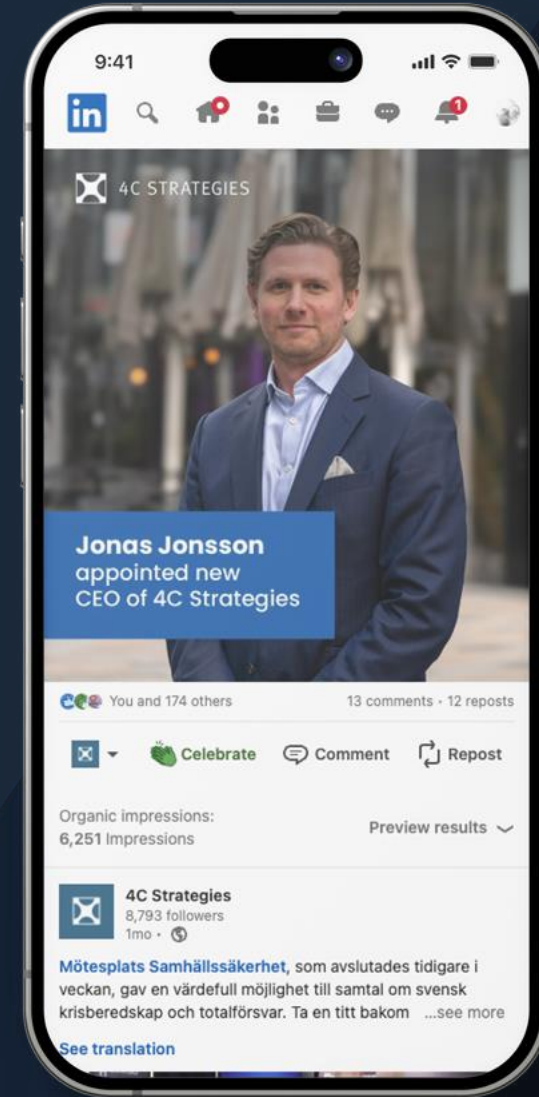 9:41
in
1
4C STRATEGIES
Jonas Jonsson
appointed new
CEO of 4C Strategies
You and 174 others
13 comments · 12 reposts
Celebrate
Comment
Repost
Organic impressions:
6,251 Impressions
Preview results
4C Strategies
8,793 followers
1mo ·
Mötesplats Samhällssäkerhet, som avslutades tidigare i
veckan, gav en värdefull möjlighet till samtal om svensk
krisberedskap och totalförsvar. Ta en titt bakom ...see more
See translation